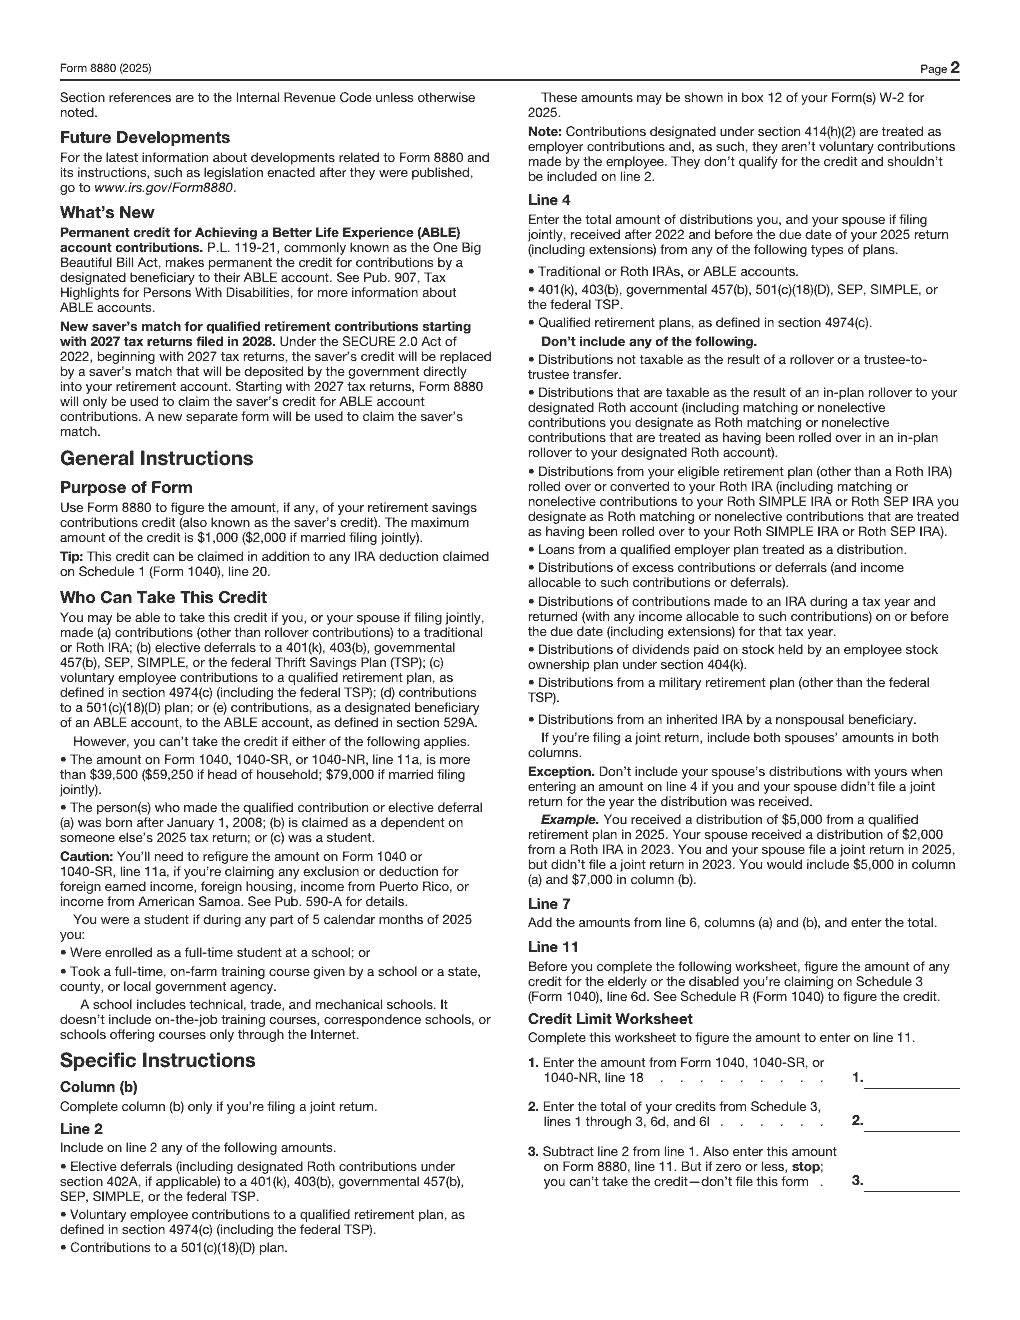 Form 8880 (2025)
Page 2
Section references are to the Internal Revenue Code unless otherwise
noted.
Future Developments
For the latest information about developments related to Form 8880 and
its instructions, such as legislation enacted after they were published,
go to www.irs.gov/Form8880.
What's New
Permanent credit for Achieving a Better Life Experience (ABLE)
account contributions. P.L. 119-21, commonly known as the One Big
Beautiful Bill Act, makes permanent the credit for contributions by a
designated beneficiary to their ABLE account. See Pub. 907, Tax
Highlights for Persons With Disabilities, for more information about
ABLE accounts.
New saver's match for qualified retirement contributions starting
with 2027 tax returns filed in 2028. Under the SECURE 2.0 Act of
2022, beginning with 2027 tax returns, the saver's credit will be replaced
by a saver's match that will be deposited by the government directly
into your retirement account. Starting with 2027 tax returns, Form 8880
will only be used to claim the saver's credit for ABLE account
contributions. A new separate form will be used to claim the saver's
match.
General Instructions
Purpose of Form
Use Form 8880 to figure the amount, if any, of your retirement savings
contributions credit (also known as the saver's credit). The maximum
amount of the credit is $1,000 ($2,000 if married filing jointly).
Tip: This credit can be claimed in addition to any IRA deduction claimed
on Schedule 1 (Form 1040), line 20.
Who Can Take This Credit
You may be able to take this credit if you, or your spouse if filing jointly,
made (a) contributions (other than rollover contributions) to a traditional
or Roth IRA; (b) elective deferrals to a 401(k), 403(b), governmental
457(b), SEP, SIMPLE, or the federal Thrift Savings Plan (TSP); (c)
voluntary employee contributions to a qualified retirement plan, as
defined in section 4974(c) (including the federal TSP); (d) contributions
to a 501(c)(18)(D) plan; or (e) contributions, as a designated beneficiary
of an ABLE account, to the ABLE account, as defined in section 529A.
However, you can't take the credit if either of the following applies.
• The amount on Form 1040, 1040-SR, or 1040-NR, line 11a, is more
than $39,500 ($59,250 if head of household; $79,000 if married filing
jointly).
• The person(s) who made the qualified contribution or elective deferral
(a) was born after January 1, 2008; (b) is claimed as a dependent on
someone else's 2025 tax return; or (c) was a student.
Caution: You'll need to refigure the amount on Form 1040 or
1040-SR, line 11a, if you're claiming any exclusion or deduction for
foreign earned income, foreign housing, income from Puerto Rico, or
income from American Samoa. See Pub. 590-A for details.
You were a student if during any part of 5 calendar months of 2025
you:
• Were enrolled as a full-time student at a school; or
• Took a full-time, on-farm training course given by a school or a state,
county, or local government agency.
A school includes technical, trade, and mechanical schools. It
doesn't include on-the-job training courses, correspondence schools, or
schools offering courses only through the Internet.
Specific Instructions
Column (b)
Complete column (b) only if you're filing a joint return.
Line 2
Include on line 2 any of the following amounts.
• Elective deferrals (including designated Roth contributions under
section 402A, if applicable) to a 401(k), 403(b), governmental 457(b),
SEP, SIMPLE, or the federal TSP.
• Voluntary employee contributions to a qualified retirement plan, as
defined in section 4974(c) (including the federal TSP).
• Contributions to a 501(c)(18)(D) plan.
These amounts may be shown in box 12 of your Form(s) W-2 for
2025.
Note: Contributions designated under section 414(h)(2) are treated as
employer contributions and, as such, they aren't voluntary contributions
made by the employee. They don't qualify for the credit and shouldn't
be included on line 2.
Line 4
Enter the total amount of distributions you, and your spouse if filing
jointly, received after 2022 and before the due date of your 2025 return
(including extensions) from any of the following types of plans.
• Traditional or Roth IRAs, or ABLE accounts.
• 401(k), 403(b), governmental 457(b), 501(c)(18)(D), SEP, SIMPLE, or
the federal TSP.
• Qualified retirement plans, as defined in section 4974(c).
Don't include any of the following.
• Distributions not taxable as the result of a rollover or a trustee-to-
trustee transfer.
• Distributions that are taxable as the result of an in-plan rollover to your
designated Roth account (including matching or nonelective
contributions you designate as Roth matching or nonelective
contributions that are treated as having been rolled over in an in-plan
rollover to your designated Roth account).
• Distributions from your eligible retirement plan (other than a Roth IRA)
rolled over or converted to your Roth IRA (including matching or
nonelective contributions to your Roth SIMPLE IRA or Roth SEP IRA you
designate as Roth matching or nonelective contributions that are treated
as having been rolled over to your Roth SIMPLE IRA or Roth SEP IRA).
• Loans from a qualified employer plan treated as a distribution.
• Distributions of excess contributions or deferrals (and income
allocable to such contributions or deferrals).
• Distributions of contributions made to an IRA during a tax year and
returned (with any income allocable to such contributions) on or before
the due date (including extensions) for that tax year.
• Distributions of dividends paid on stock held by an employee stock
ownership plan under section 404(k).
• Distributions from a military retirement plan (other than the federal
TSP).
• Distributions from an inherited IRA by a nonspousal beneficiary.
If you're filing a joint return, include both spouses' amounts in both
columns.
Exception. Don't include your spouse's distributions with yours when
entering an amount on line 4 if you and your spouse didn't file a joint
return for the year the distribution was received.
Example. You received a distribution of $5,000 from a qualified
retirement plan in 2025. Your spouse received a distribution of $2,000
from a Roth IRA in 2023. You and your spouse file a joint return in 2025,
but didn't file a joint return in 2023. You would include $5,000 in column
(a) and $7,000 in column (b).
Line 7
Add the amounts from line 6, columns (a) and (b), and enter the total.
Line 11
Before you complete the following worksheet, figure the amount of any
credit for the elderly or the disabled you're claiming on Schedule 3
(Form 1040), line 6d. See Schedule R (Form 1040) to figure the credit.
Credit Limit Worksheet
Complete this worksheet to figure the amount to enter on line 11.
1. Enter the amount from Form 1040, 1040-SR, or
1040-NR, line 18 . . . . . . . . . 1.
2. Enter the total of your credits from Schedule 3,
lines 1 through 3, 6d, and 6l . . . . . . 2.
3. Subtract line 2 from line 1. Also enter this amount
on Form 8880, line 11. But if zero or less, stop;
you can't take the credit—don't file this form . 3.